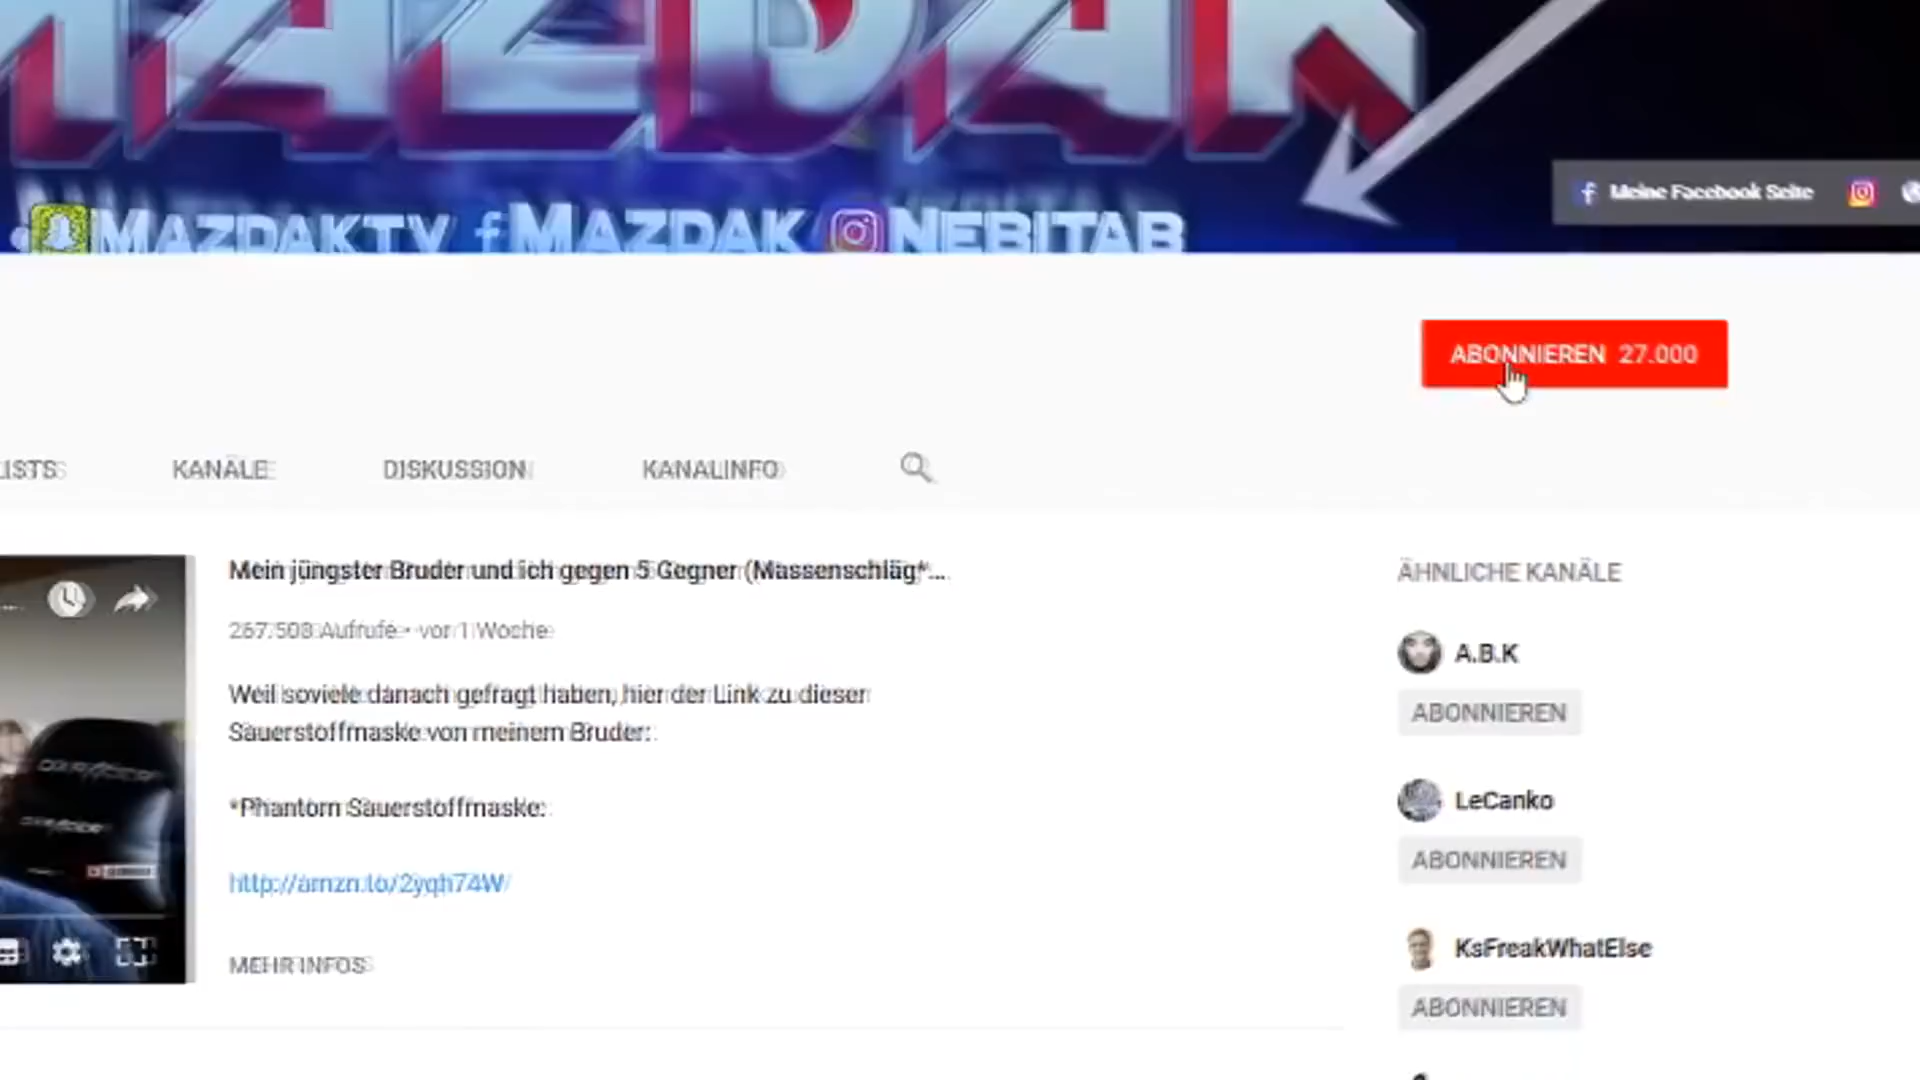 MAZDAK
MAZDAKTV MAZDAK NEBITAB
Meine Facebook Seite
ABONNIEREN 27.000
KANÄLE DISKUSSION KANALINFO
Mein jüngster Bruder und ich gegen 5 Gegner (Massenschläg*...
267.508 Aufrufe • vor 1 Woche
Weil soviele danach gefragt haben, hier der Link zu dieser
Sauerstoffmaske von meinem Bruder:
*Phantom Sauerstoffmaske:
http://amzn.to/2yqh74W
MEHR INFOS
ÄHNLICHE KANÄLE
A.B.K
ABONNIEREN
LeCanko
ABONNIEREN
KsFreakWhatElse
ABONNIEREN